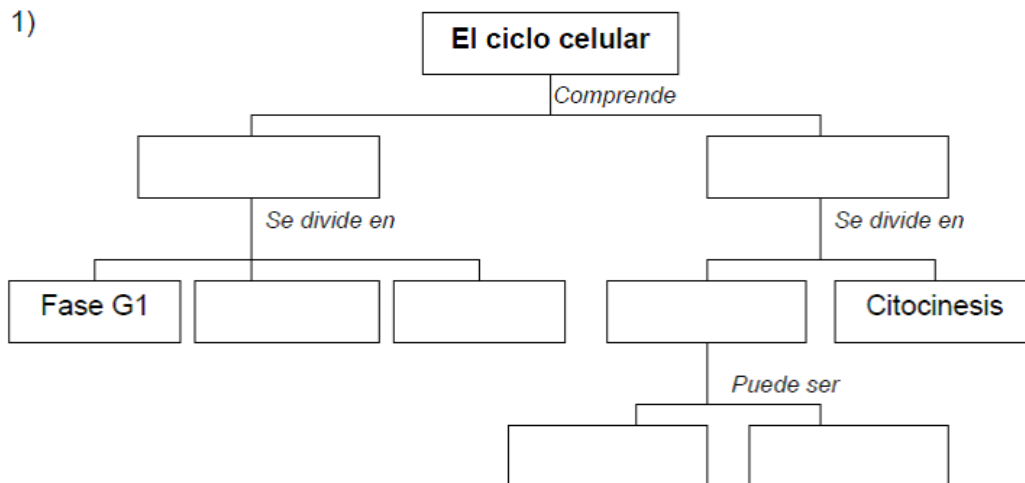 1)
El ciclo celular
Comprende
Se divide en
Se divide en
Fase G1
Citocinesis
Puede ser